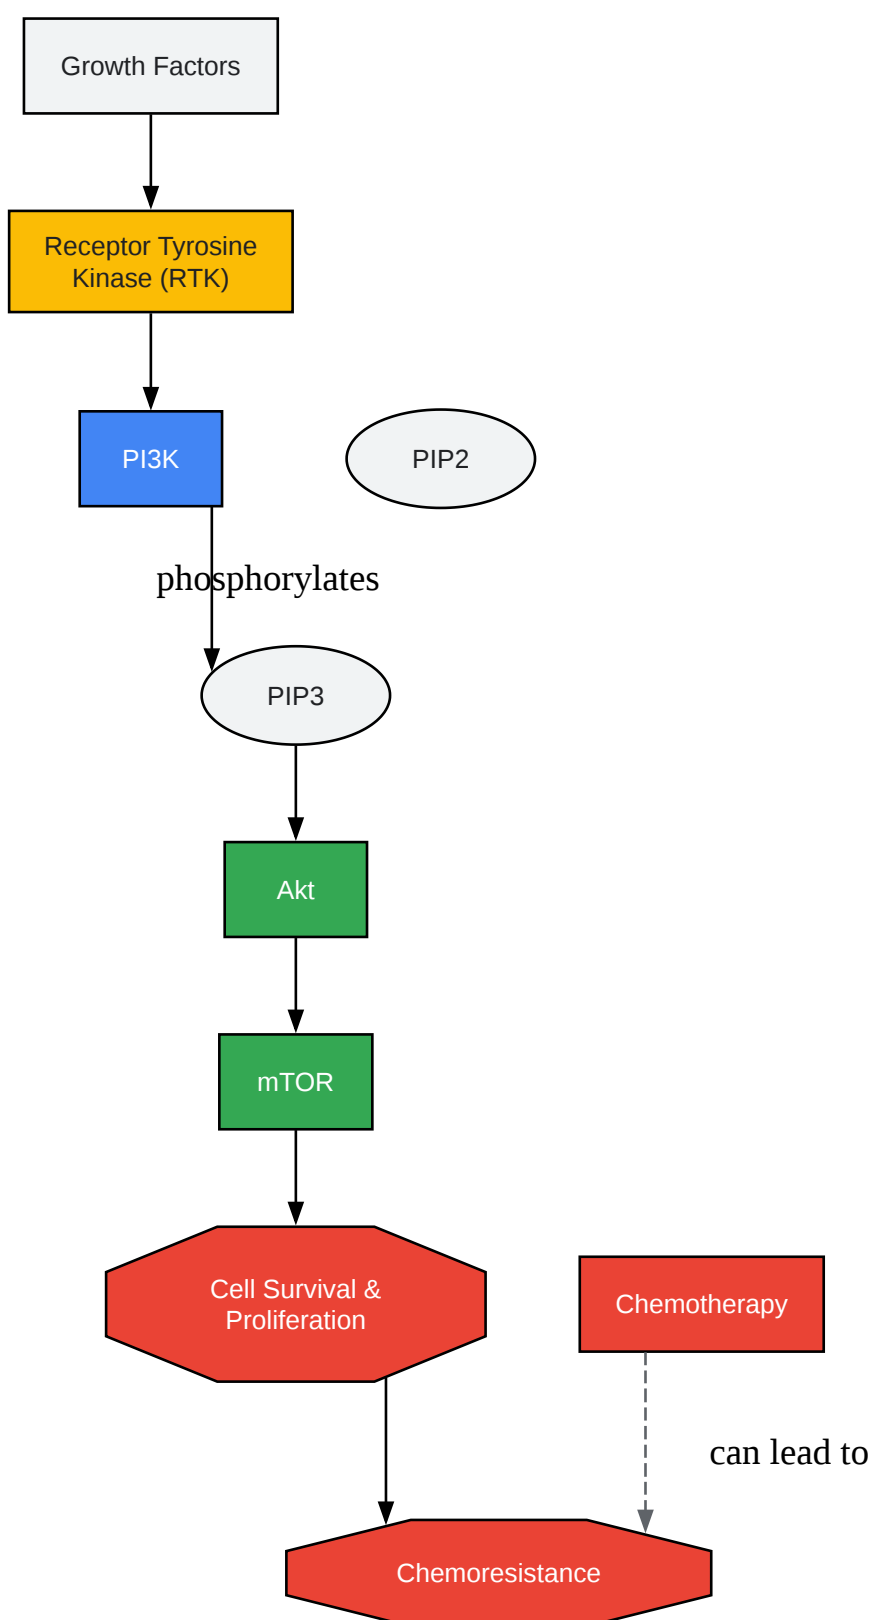 Growth Factors
Receptor Tyrosine
Kinase (RTK)
PI3K
PIP2
phosphorylates
PIP3
Akt
mTOR
Cell Survival &
Proliferation
Chemotherapy
can lead to
Chemoresistance